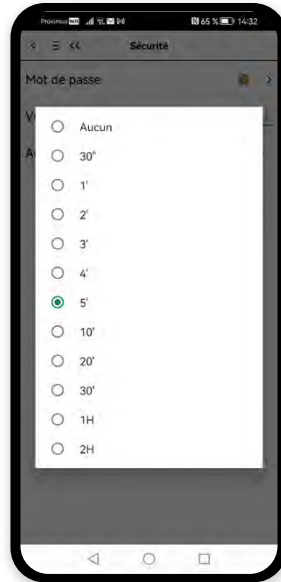 Proximus 65 % 14:32
Sécurité
Mot de passe
V
A
Aucun
30"
1'
2'
3'
4'
5'
10'
20'
30'
1H
2H